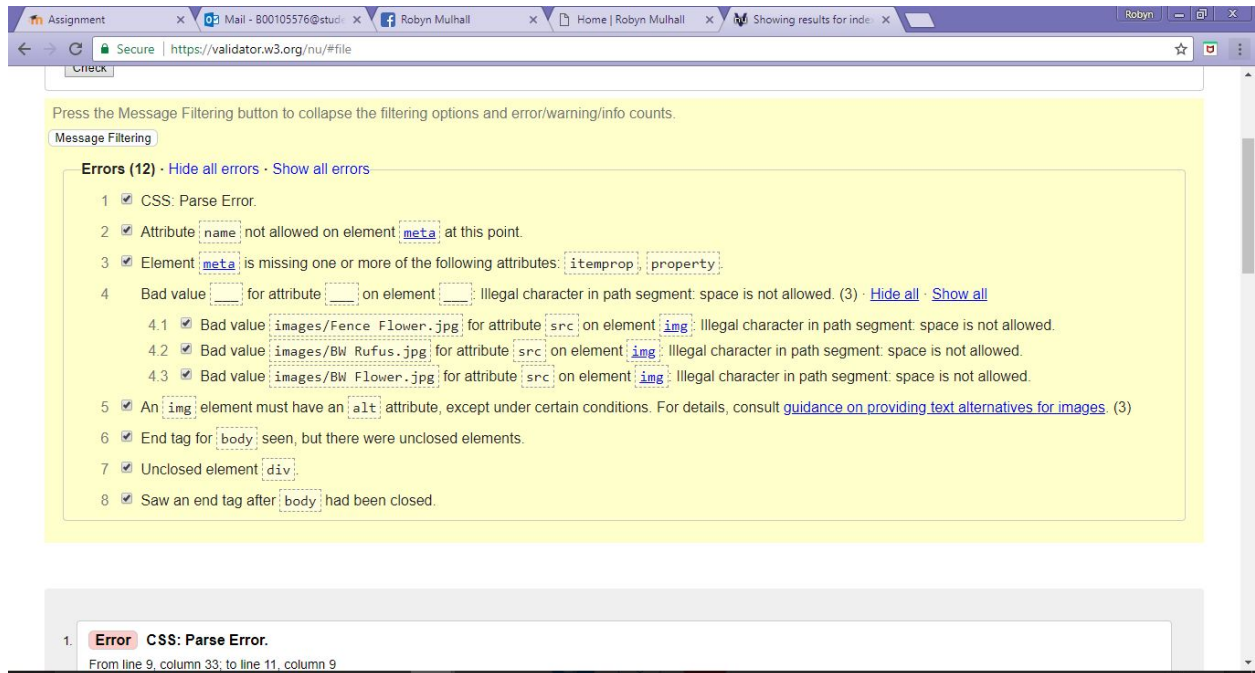 Assignment
Mail - B00105576@stude
Robyn Mulhall
Home | Robyn Mulhall
Showing results for index
Robyn
Secure | https://validator.w3.org/nu/#file
Check
Press the Message Filtering button to collapse the filtering options and error/warning/info counts.
Message Filtering
Errors (12) · Hide all errors · Show all errors
1 CSS: Parse Error.
2 Attribute name not allowed on element meta at this point.
3 Element meta is missing one or more of the following attributes: itemprop, property.
4 Bad value ___ for attribute ___ on element ___: Illegal character in path segment: space is not allowed. (3) · Hide all · Show all
4.1 Bad value images/Fence Flower.jpg for attribute src on element img: Illegal character in path segment: space is not allowed.
4.2 Bad value images/BW Rufus.jpg for attribute src on element img: Illegal character in path segment: space is not allowed.
4.3 Bad value images/BW Flower.jpg for attribute src on element img: Illegal character in path segment: space is not allowed.
5 An img element must have an alt attribute, except under certain conditions. For details, consult guidance on providing text alternatives for images. (3)
6 End tag for body seen, but there were unclosed elements.
7 Unclosed element div.
8 Saw an end tag after body had been closed.
1. Error CSS: Parse Error.
From line 9, column 33; to line 11, column 9